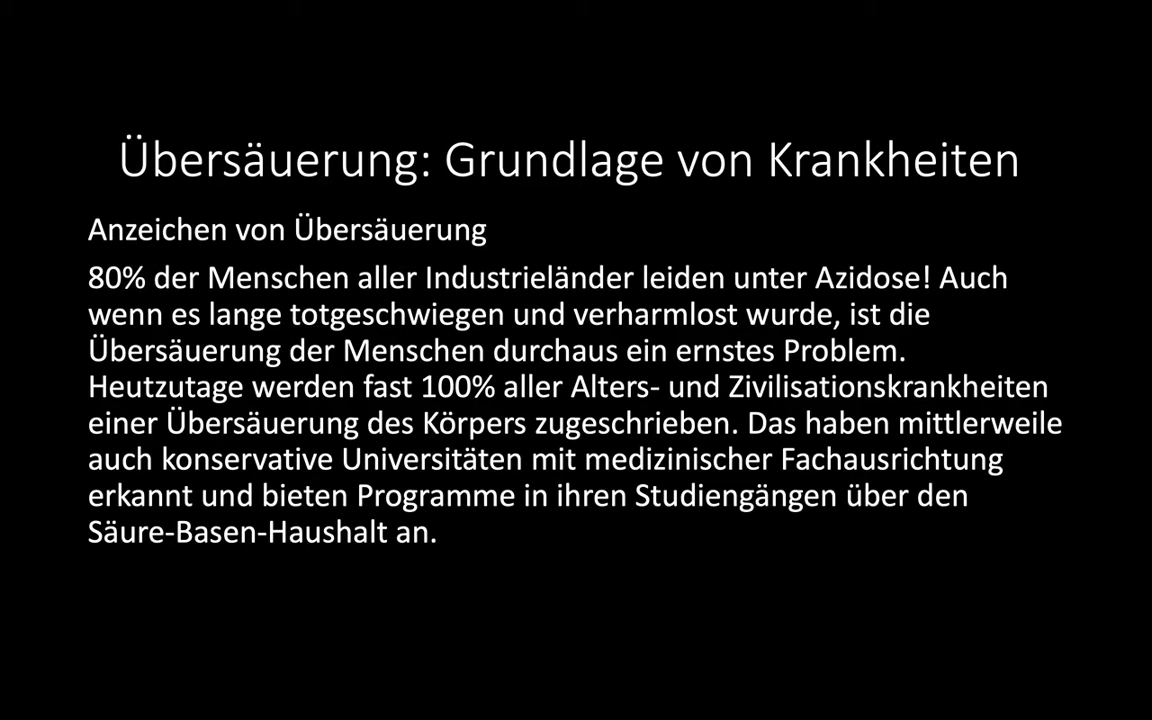 Übersäuerung: Grundlage von Krankheiten
Anzeichen von Übersäuerung
80% der Menschen aller Industrieländer leiden unter Azidose! Auch
wenn es lange totgeschwiegen und verharmlost wurde, ist die
Übersäuerung der Menschen durchaus ein ernstes Problem.
Heutzutage werden fast 100% aller Alters- und Zivilisationskrankheiten
einer Übersäuerung des Körpers zugeschrieben. Das haben mittlerweile
auch konservative Universitäten mit medizinischer Fachausrichtung
erkannt und bieten Programme in ihren Studiengängen über den
Säure-Basen-Haushalt an.